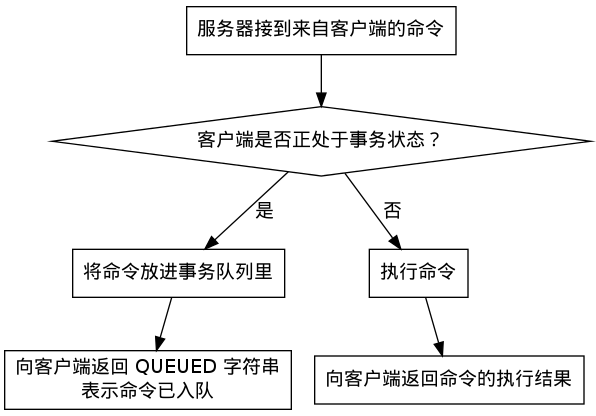 服务器接到来自客户端的命令
客户端是否正处于事务状态？
是
否
将命令放进事务队列里
执行命令
向客户端返回 QUEUED 字符串
表示命令已入队
向客户端返回命令的执行结果